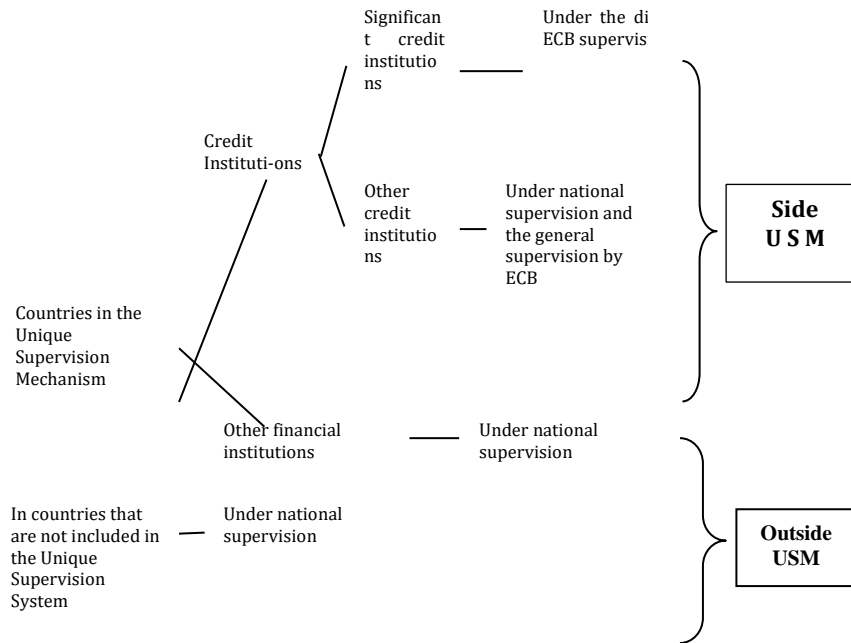 Significan
t credit
institutio
ns
Under the di
ECB
Credit
Instituti-ons
Other
credit
institutio
ns
Under national
supervision and
the general
supervision by
ECB
Side
U S M
Countries in the
Unique
Supervision
Mechanism
Other financial
institutions
Under national
supervision
In countries that
are not included in
the Unique
Supervision
System
Under national
supervision
Outside
USM